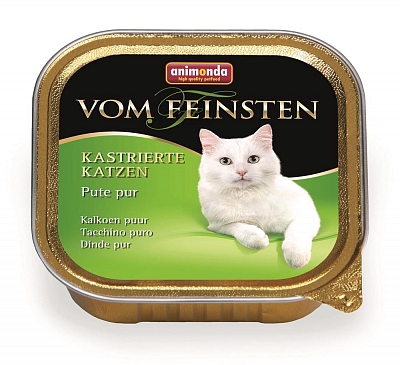 animonda
high quality petfood
VOM FEINSTEN
KASTRIERTE
KATZEN
Pute pur
Kalkoen puur
Tacchino puro
Dinde pur